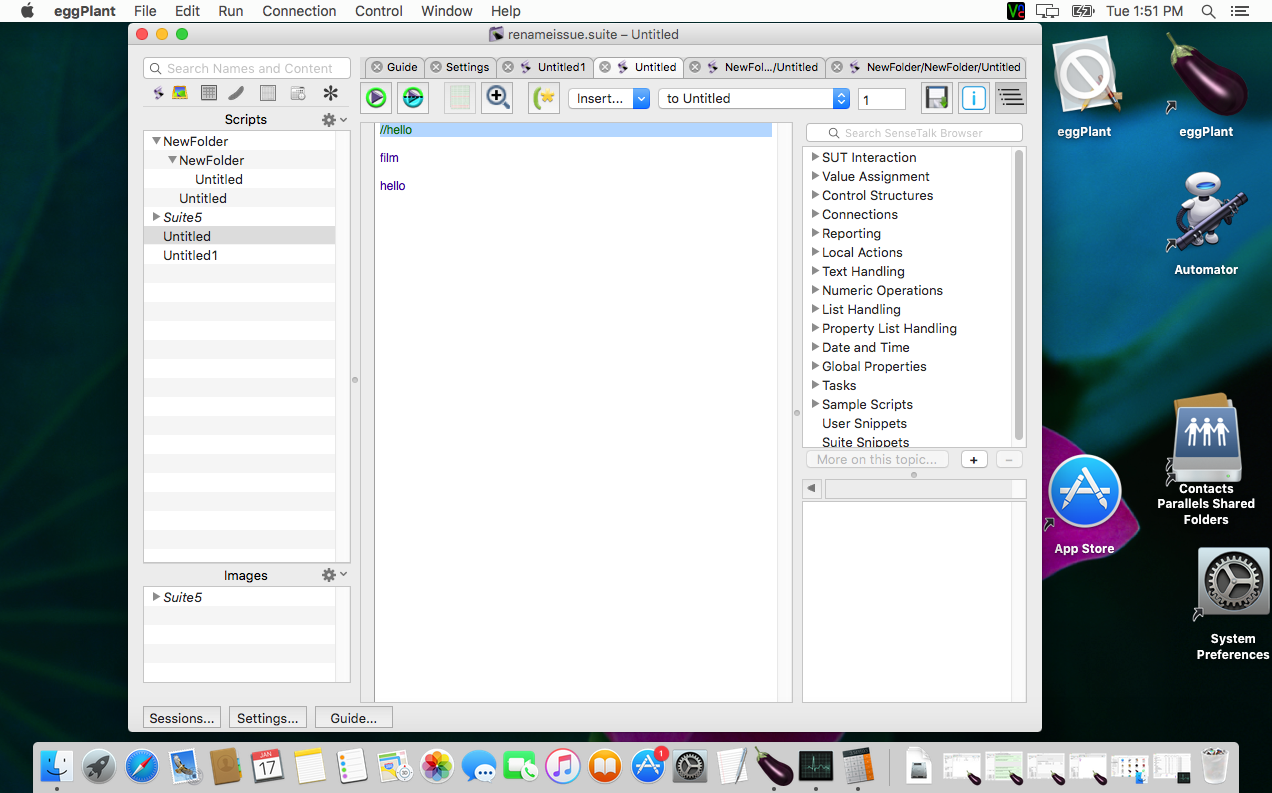 eggPlant File Edit Run Connection Control Window Help Tue 1:51 PM
renameissue.suite – Untitled
Search Names and Content
Guide Settings Untitled1 Untitled NewFol.../Untitled NewFolder/NewFolder/Untitled
Insert... to Untitled 1
Scripts
NewFolder
NewFolder
Untitled
Untitled
Suite5
Untitled
Untitled1
Images
Suite5
Sessions... Settings... Guide...
//hello
film
hello
Search SenseTalk Browser
SUT Interaction
Value Assignment
Control Structures
Connections
Reporting
Local Actions
Text Handling
Numeric Operations
List Handling
Property List Handling
Date and Time
Global Properties
Tasks
Sample Scripts
User Snippets
Suite Snippets
More on this topic... + –
eggPlant
eggPlant
Automator
Contacts
Parallels Shared
Folders
App Store
System
Preferences
JAN
17
1